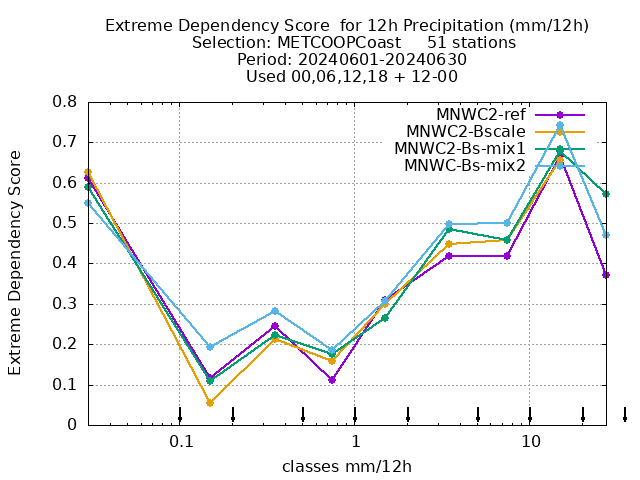 Extreme Dependency Score  for 12h Precipitation (mm/12h)
Selection: METCOOPCoast     51 stations
Period: 20240601-20240630
Used 00,06,12,18 + 12-00
MNWC2-ref
MNWC2-Bscale
MNWC2-Bs-mix1
MNWC-Bs-mix2
Extreme Dependency Score
0.8
0.7
0.6
0.5
0.4
0.3
0.2
0.1
0
0.1
1
10
classes mm/12h